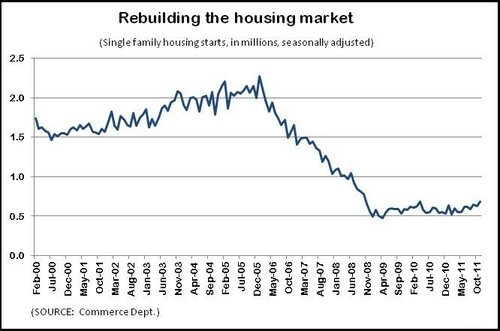 Rebuilding the housing market
(Single family housing starts, in millions, seasonally adjusted)
2.5
2.0
1.5
1.0
0.5
0.0
Feb-00
Jul-00
Dec-00
May-01
Oct-01
Mar-02
Aug-02
Jan-03
Jun-03
Nov-03
Apr-04
Sep-04
Feb-05
Jul-05
Dec-05
May-06
Oct-06
Mar-07
Aug-07
Jan-08
Jun-08
Nov-08
Apr-09
Sep-09
Feb-10
Jul-10
Dec-10
May-11
Oct-11
(SOURCE: Commerce Dept.)